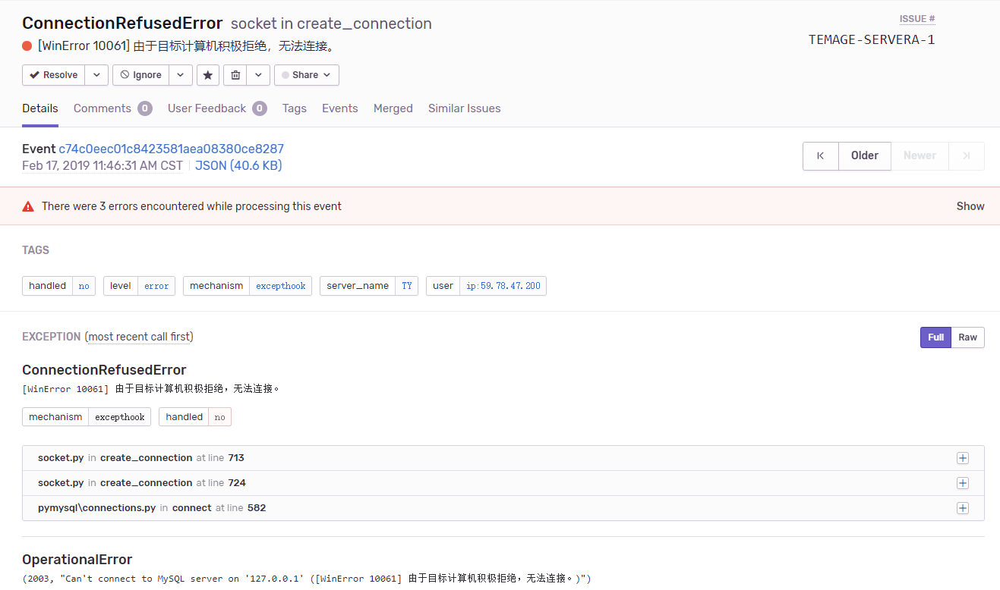 ConnectionRefusedError socket in create_connection
ISSUE #
[WinError 10061] 由于目标计算机积极拒绝，无法连接。
TEMAGE-SERVERA-1
Resolve Ignore Share
Details Comments 0 User Feedback 0 Tags Events Merged Similar Issues
Event c74c0eec01c8423581aea08380ce8287
Feb 17, 2019 11:46:31 AM CST JSON (40.6 KB)
Older Newer
There were 3 errors encountered while processing this event Show
TAGS
handled no level error mechanism excepthook server_name TY user ip:59.78.47.200
EXCEPTION (most recent call first) Full Raw
ConnectionRefusedError
[WinError 10061] 由于目标计算机积极拒绝，无法连接。
mechanism excepthook handled no
socket.py in create_connection at line 713
socket.py in create_connection at line 724
pymysql\connections.py in connect at line 582
OperationalError
(2003, "Can't connect to MySQL server on '127.0.0.1' ([WinError 10061] 由于目标计算机积极拒绝，无法连接。)")